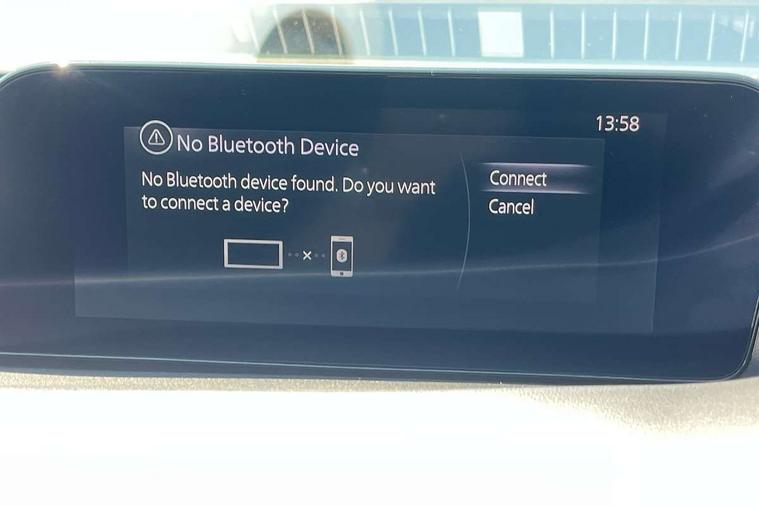 13:58
No Bluetooth Device
No Bluetooth device found. Do you want
to connect a device?
Connect
Cancel